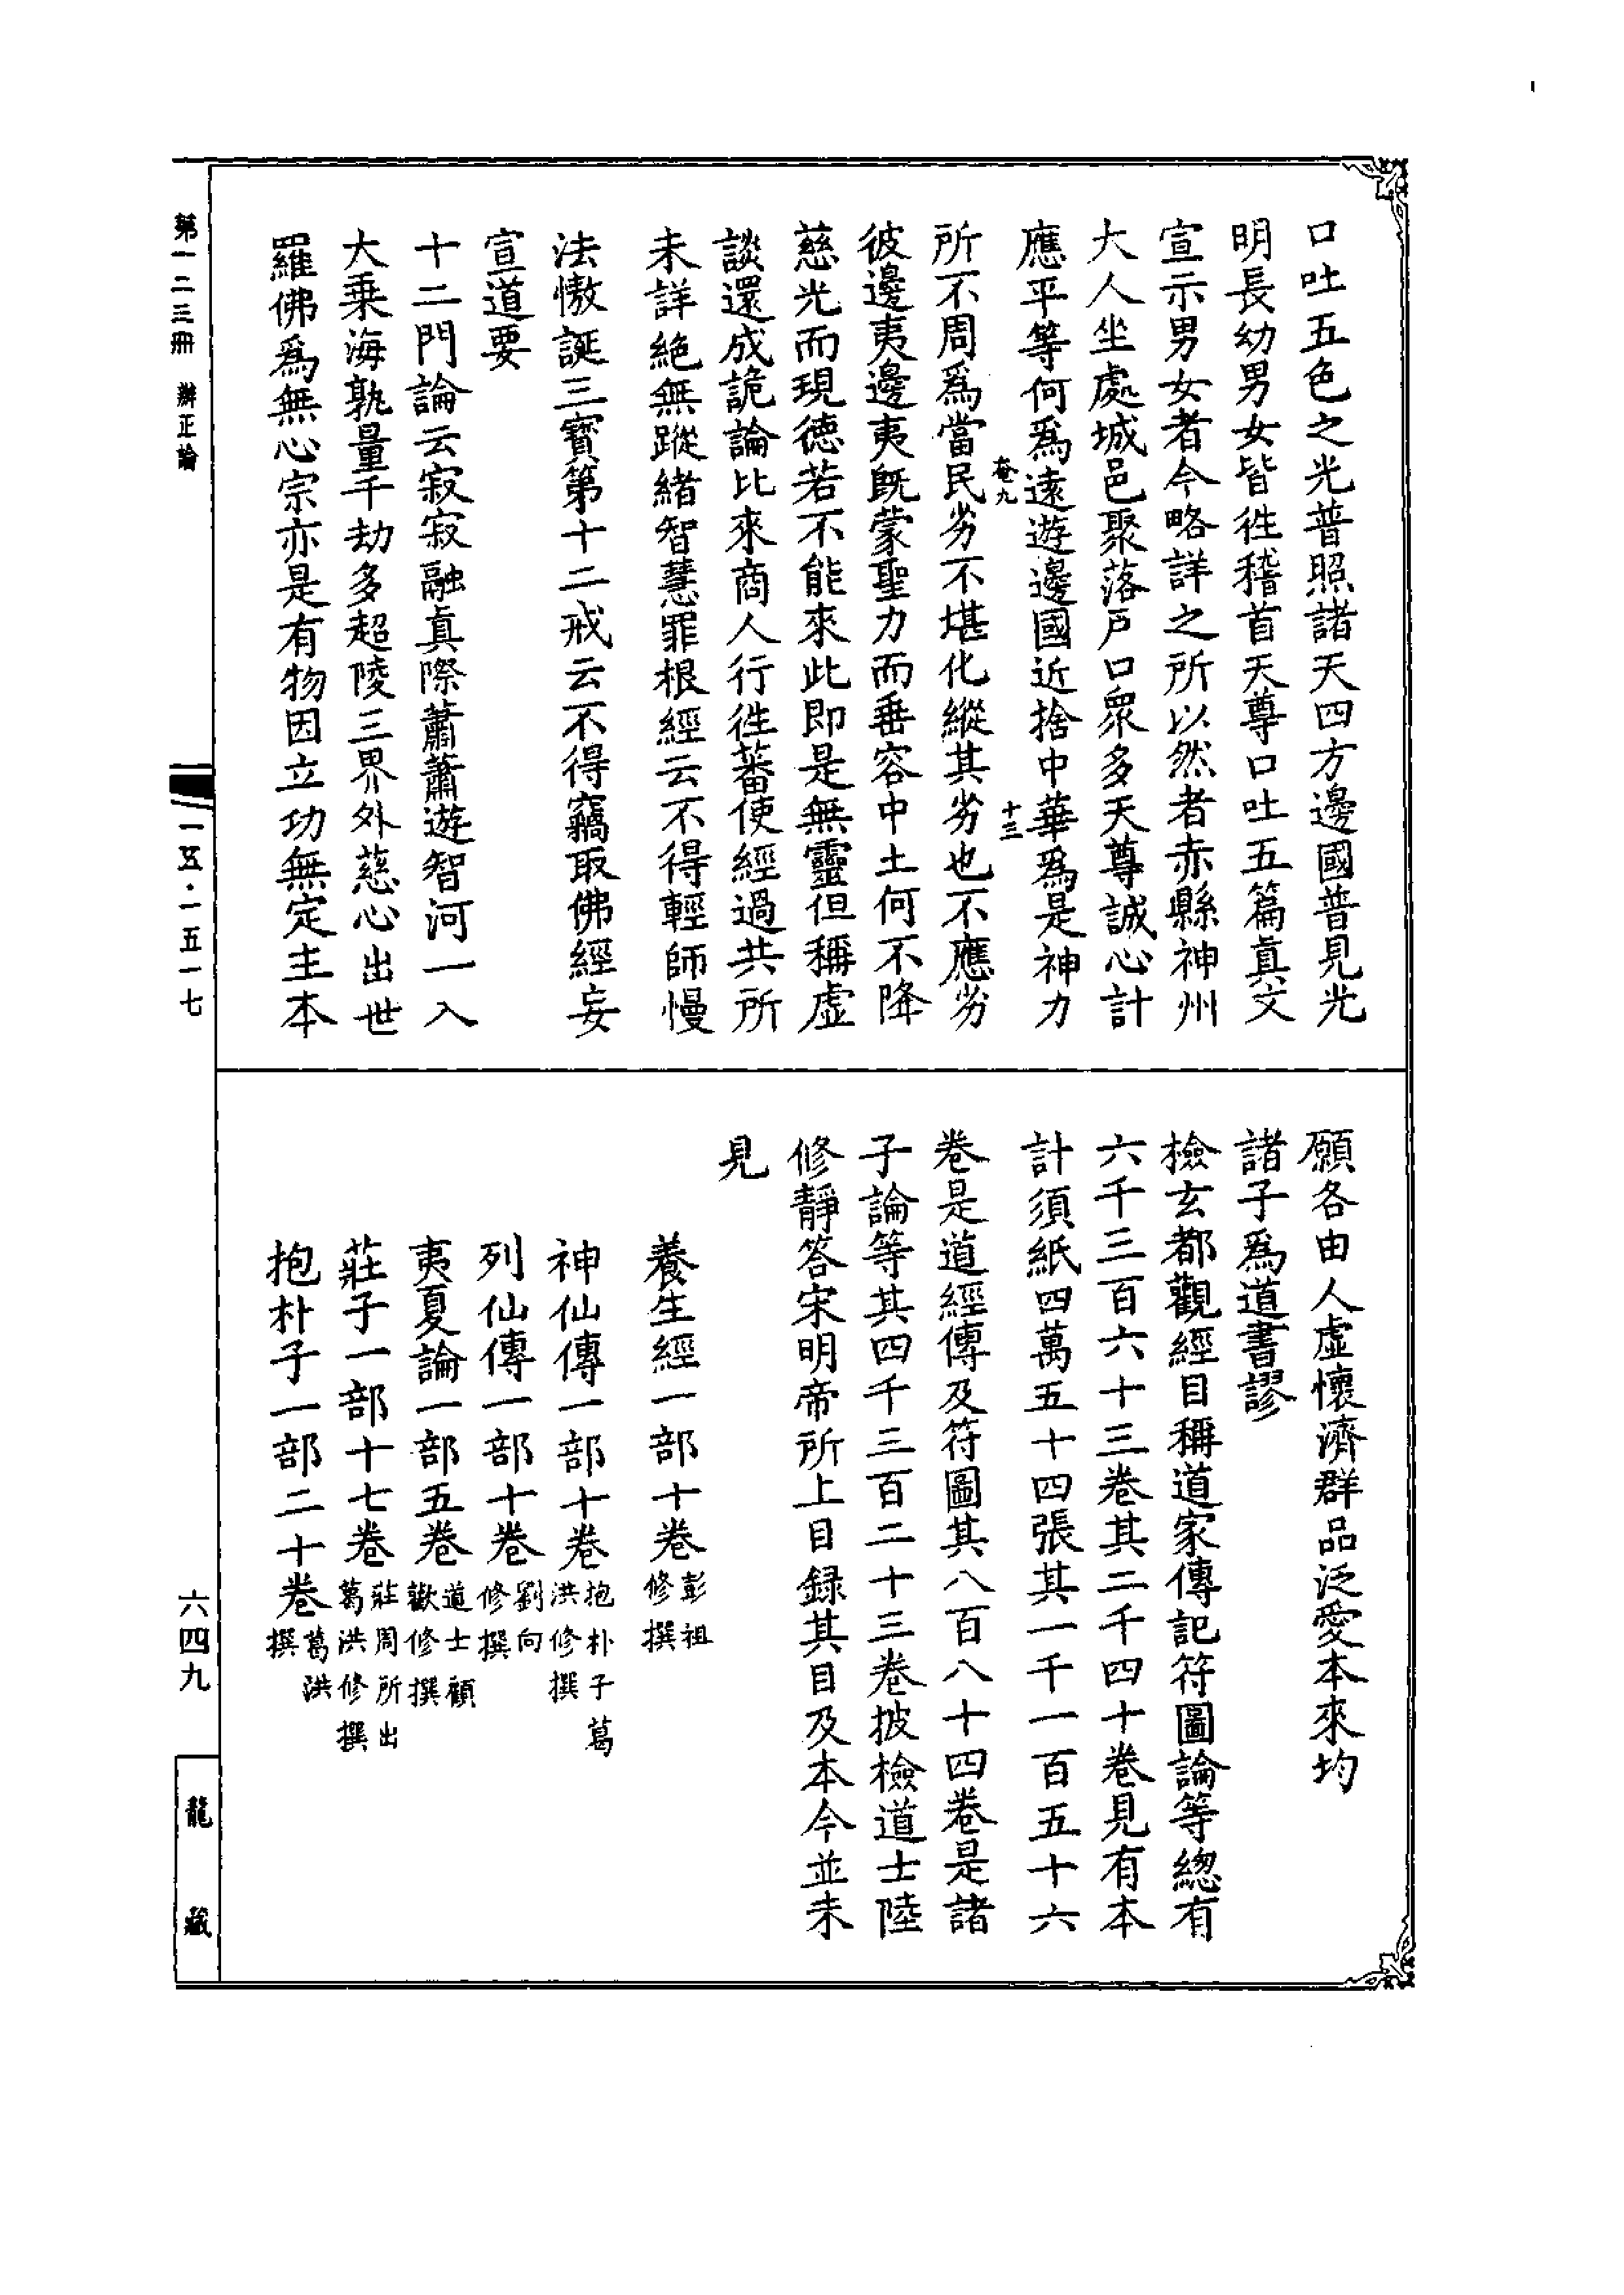 口吐五色之光普照諸天四方邊國普見光
明長幼男女皆徃稽首天尊口吐五篇真文
宣示男女者今略詳之所以然者赤縣神州
大人坐處城邑聚落戶口衆多天尊誠心計
應平等何爲遠遊邊國近捨中華爲是神力
巻九
十三
所不周爲當民劣不堪化縱其劣也不應劣
彼邊夷邊夷旣蒙聖力而垂容中土何不降
慈光而現德若不能來此即是無靈但稱虛
談還成詭論比來商人行徃蕃使經過共所
未詳絕無蹤緒智慧罪根經云不得輕師慢
法憿誕三寶第十二戒云不得竊取佛經妄
宣道要
十二門論云寂寂融真際蕭蕭遊智河一入
大乗海孰量千劫多超陵三界外慈心出世
羅佛爲無心宗亦是有物因立功無定主本
願各由人虛懷濟群品泛愛本來均
諸子爲道書謬
檢玄都觀經目稱道家傳記符圖論等緫有
六千三百六十三卷其二千四十卷見有本
計須紙四萬五十四張其一千一百五十六
卷是道經傳及符圖其八百八十四卷是諸
子論等其四千三百二十三卷披檢道士陸
修靜答宋明帝所上目録其目及本今並未
見
養生經一部十卷 彭祖
修撰
神仙傳一部十卷 抱朴子葛
洪修撰
列仙傳一部十卷 劉向
修撰
夷夏論一部五卷 道士顧
歡修撰
莊子一部十七卷 莊周所出
葛洪修撰
抱朴子一部二十卷 葛洪
撰
第一二三冊 辯正論
一五·一五一七
六四九
龍藏